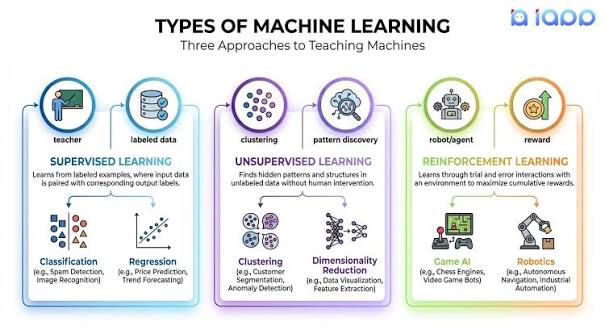 TYPES OF MACHINE LEARNING
iapp
Three Approaches to Teaching Machines
teacher
labeled data
SUPERVISED LEARNING
Learns from labeled examples, where input data
is paired with corresponding output labels.
Classification
(e.g., Spam Detection,
Image Recognition)
Regression
(e.g., Price Prediction,
Trend Forecasting)
clustering
pattern discovery
UNSUPERVISED LEARNING
Finds hidden patterns and structures in
unlabeled data without human intervention.
Clustering
(e.g., Customer
Segmentation,
Anomaly Detection)
Dimensionality
Reduction
(e.g., Data Visualization,
Feature Extraction)
robot/agent
reward
REINFORCEMENT LEARNING
Learns through trial and error interactions with
an environment to maximize cumulative rewards.
Game AI
(e.g., Chess Engines,
Video Game Bots)
Robotics
(e.g., Autonomous
Navigation, Industrial
Automation)